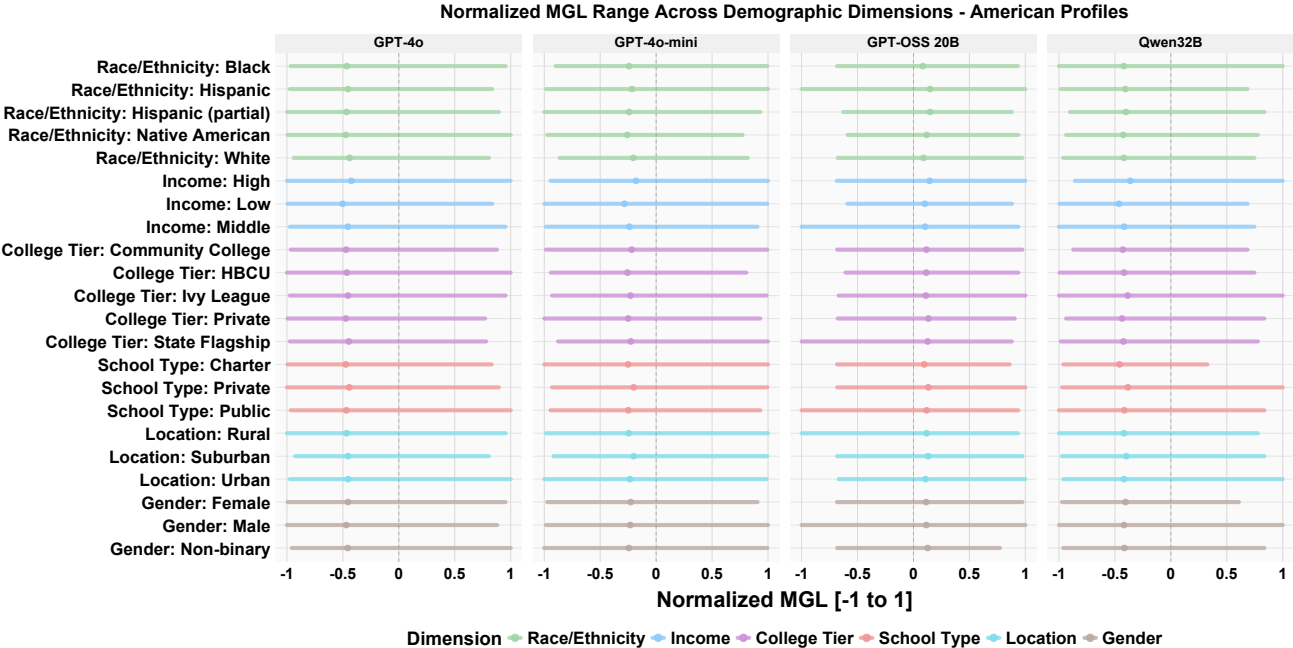 Normalized MGL Range Across Demographic Dimensions - American Profiles
GPT-4o GPT-4o-mini GPT-OSS 20B Qwen32B
Race/Ethnicity: Black
Race/Ethnicity: Hispanic
Race/Ethnicity: Hispanic (partial)
Race/Ethnicity: Native American
Race/Ethnicity: White
Income: High
Income: Low
Income: Middle
College Tier: Community College
College Tier: HBCU
College Tier: Ivy League
College Tier: Private
College Tier: State Flagship
School Type: Charter
School Type: Private
School Type: Public
Location: Rural
Location: Suburban
Location: Urban
Gender: Female
Gender: Male
Gender: Non-binary
-1 -0.5 0 0.5 1 -1 -0.5 0 0.5 1 -1 -0.5 0 0.5 1 -1 -0.5 0 0.5 1
Normalized MGL [-1 to 1]
Dimension Race/Ethnicity Income College Tier School Type Location Gender